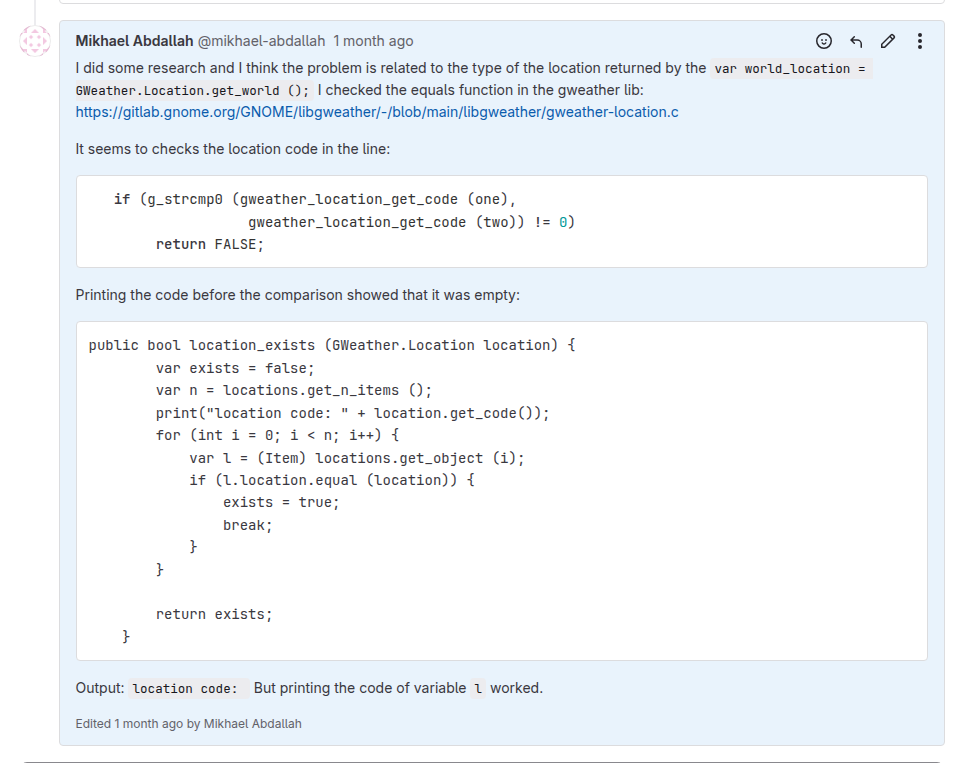 Mikhael Abdallah @mikhael-abdallah 1 month ago
I did some research and I think the problem is related to the type of the location returned by the var world_location =
GWeather.Location.get_world (); I checked the equals function in the gweather lib:
https://gitlab.gnome.org/GNOME/libgweather/-/blob/main/libgweather/gweather-location.c
It seems to checks the location code in the line:
if (g_strcmp0 (gweather_location_get_code (one),
gweather_location_get_code (two)) != 0)
return FALSE;
Printing the code before the comparison showed that it was empty:
public bool location_exists (GWeather.Location location) {
var exists = false;
var n = locations.get_n_items ();
print("location code: " + location.get_code());
for (int i = 0; i < n; i++) {
var l = (Item) locations.get_object (i);
if (l.location.equal (location)) {
exists = true;
break;
}
}
return exists;
}
Output: location code: But printing the code of variable l worked.
Edited 1 month ago by Mikhael Abdallah